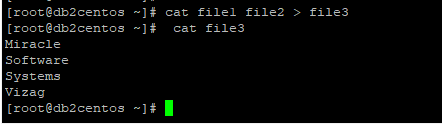 [root@db2centos ~]# cat file1 file2 > file3
[root@db2centos ~]#  cat file3
Miracle
Software
Systems
Vizag
[root@db2centos ~]#